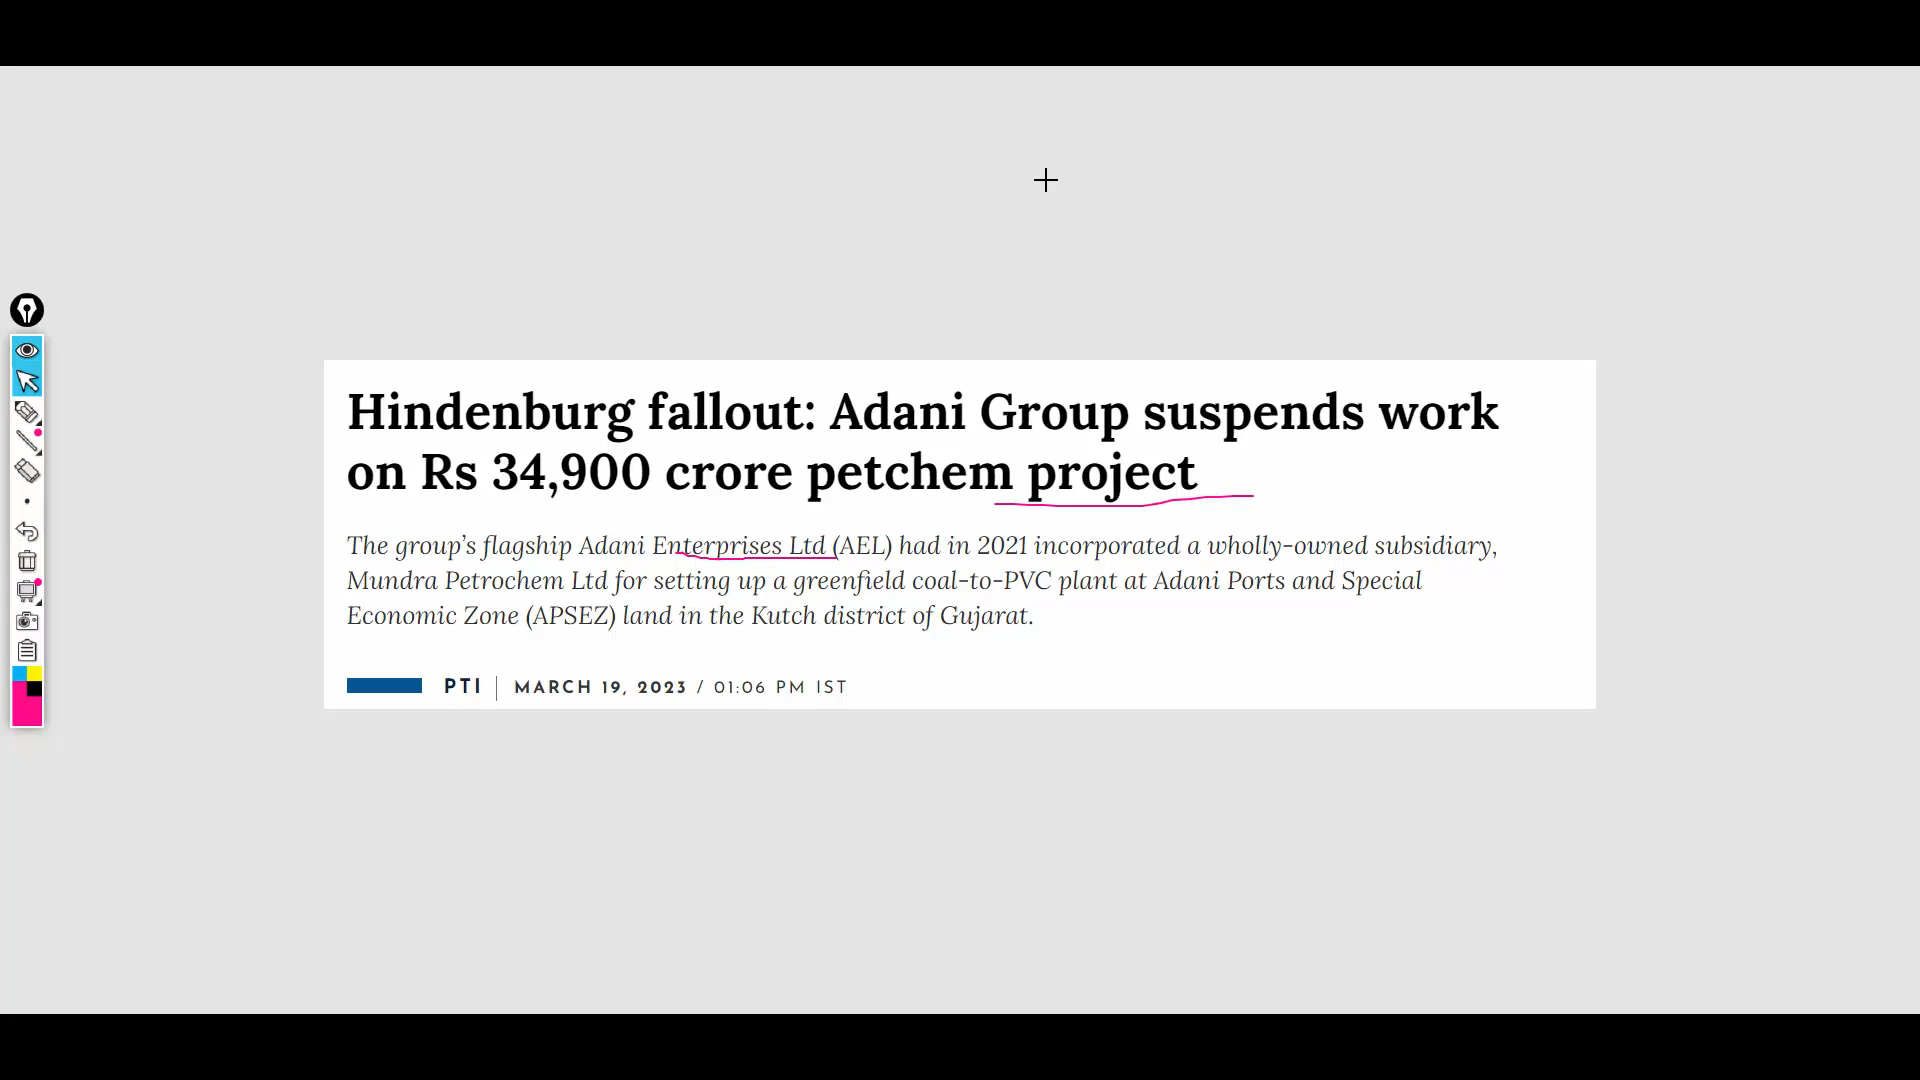 Hindenburg fallout: Adani Group suspends work
on Rs 34,900 crore petchem project
The group's flagship Adani Enterprises Ltd (AEL) had in 2021 incorporated a wholly-owned subsidiary,
Mundra Petrochem Ltd for setting up a greenfield coal-to-PVC plant at Adani Ports and Special
Economic Zone (APSEZ) land in the Kutch district of Gujarat.
PTI | MARCH 19, 2023 / 01:06 PM IST